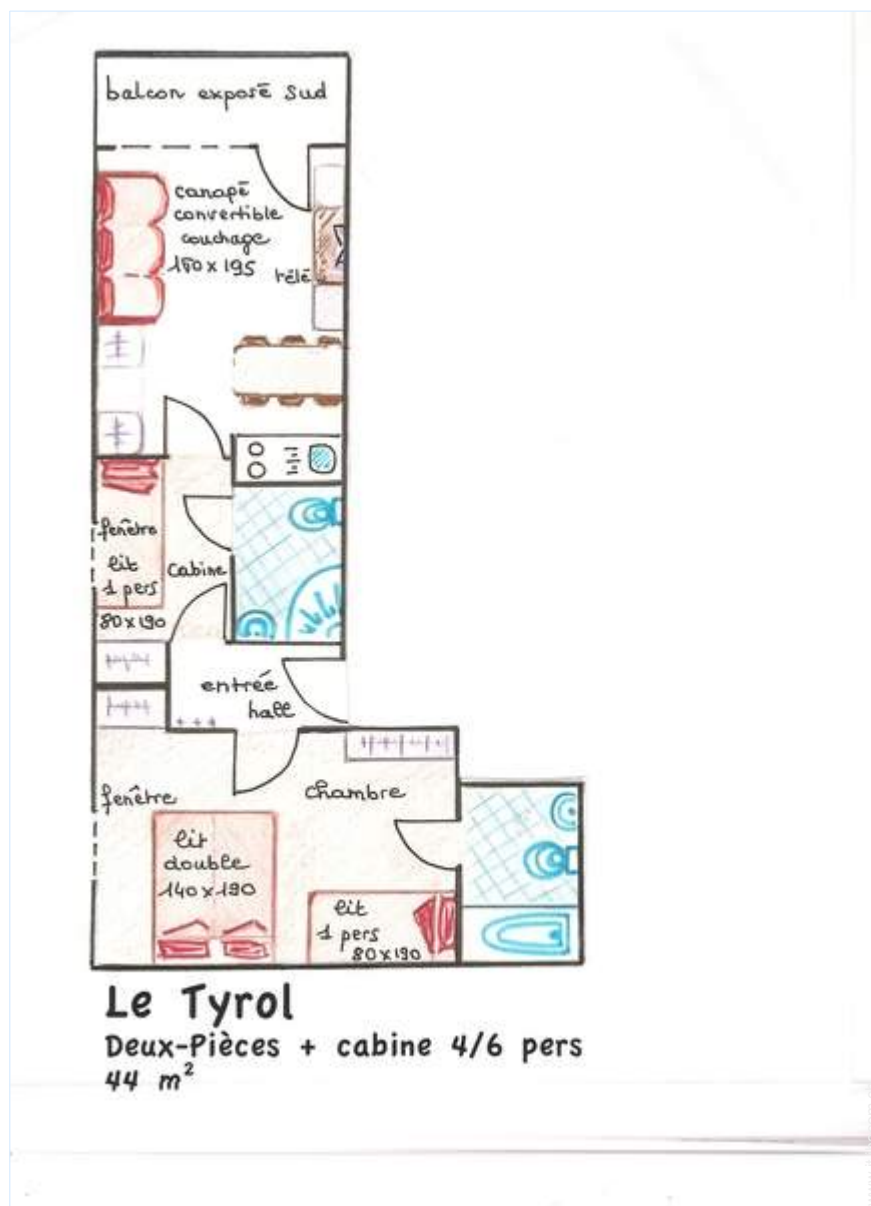 balcon exposé sud
canapé
convertible
couchage
160 x 195
télé
fenêtre
lit
1 pers
80 x 190
cabine
entrée
hall
fenêtre
chambre
lit
double
140 x 190
lit
1 pers
80 x 190
Le Tyrol
Deux-Pièces + cabine 4/6 pers
44 m²